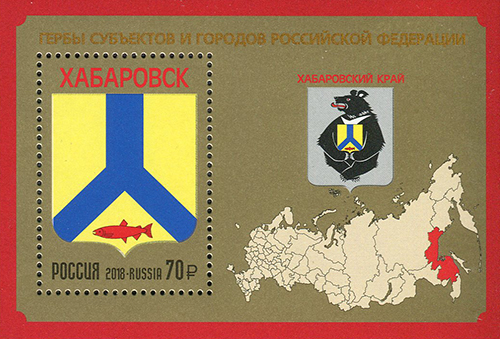 ГЕРБЫ СУБЪЕКТОВ И ГОРОДОВ РОССИЙСКОЙ ФЕДЕРАЦИИ
ХАБАРОВСК
ХАБАРОВСКИЙ КРАЙ
РОССИЯ 2018-RUSSIA 70 ₽